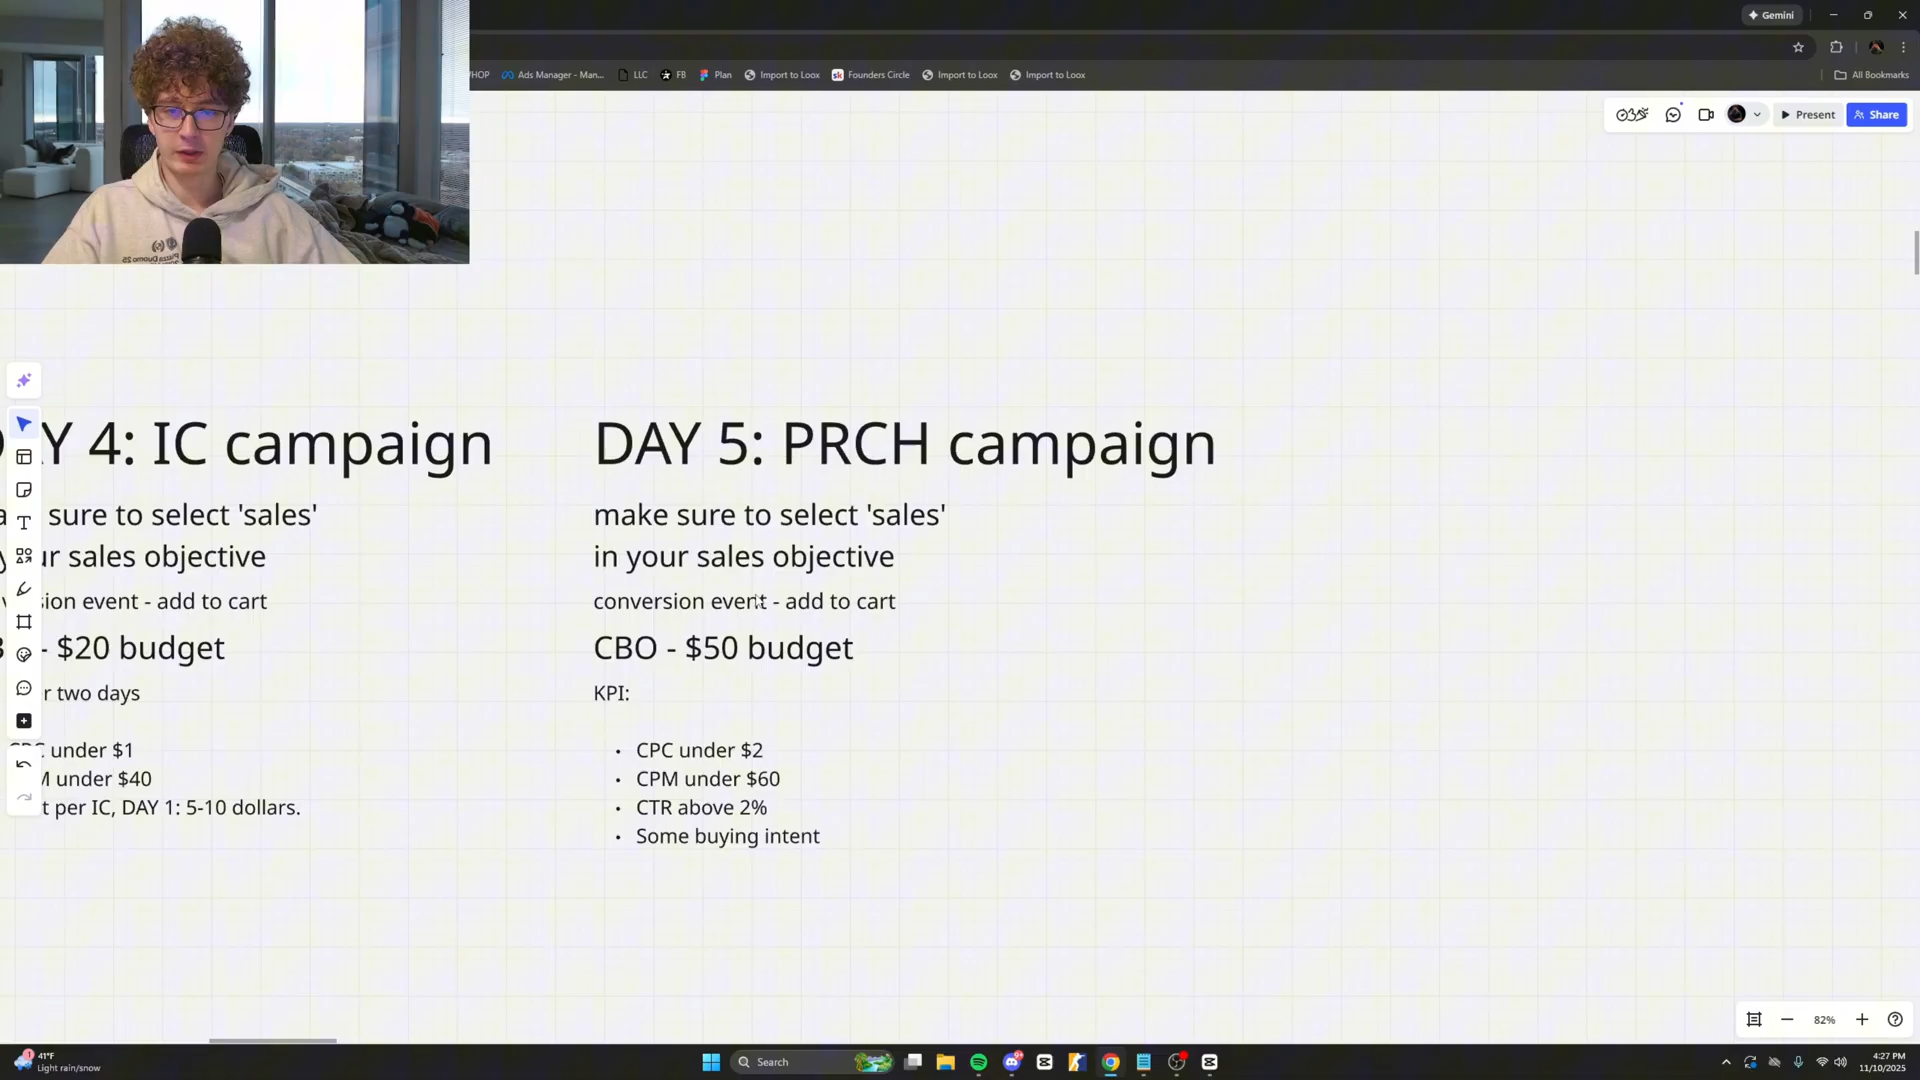 Gemini
HOP
Ads Manager - Man...
LLC
FB
Plan
Import to Loox
Founders Circle
Import to Loox
Import to Loox
All Bookmarks
Present
Share
Y 4: IC campaign
sure to select 'sales'
ur sales objective
sion event - add to cart
- $20 budget
r two days
under $1
M under $40
t per IC, DAY 1: 5-10 dollars.
DAY 5: PRCH campaign
make sure to select 'sales'
in your sales objective
conversion event - add to cart
CBO - $50 budget
KPI:
• CPC under $2
• CPM under $60
• CTR above 2%
• Some buying intent
82%
41°F
Light rain/snow
Search
4:27 PM
11/10/2025